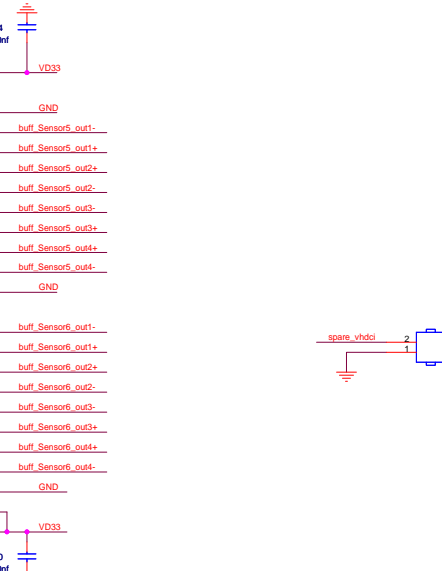 4
nf
VD33
GND
buff_Sensor5_out1-
buff_Sensor5_out1+
buff_Sensor5_out2+
buff_Sensor5_out2-
buff_Sensor5_out3-
buff_Sensor5_out3+
buff_Sensor5_out4+
buff_Sensor5_out4-
GND
buff_Sensor6_out1-
spare_vhdci 2
buff_Sensor6_out1+
1
buff_Sensor6_out2+
buff_Sensor6_out2-
buff_Sensor6_out3-
buff_Sensor6_out3+
buff_Sensor6_out4+
buff_Sensor6_out4-
GND
VD33
0
nf